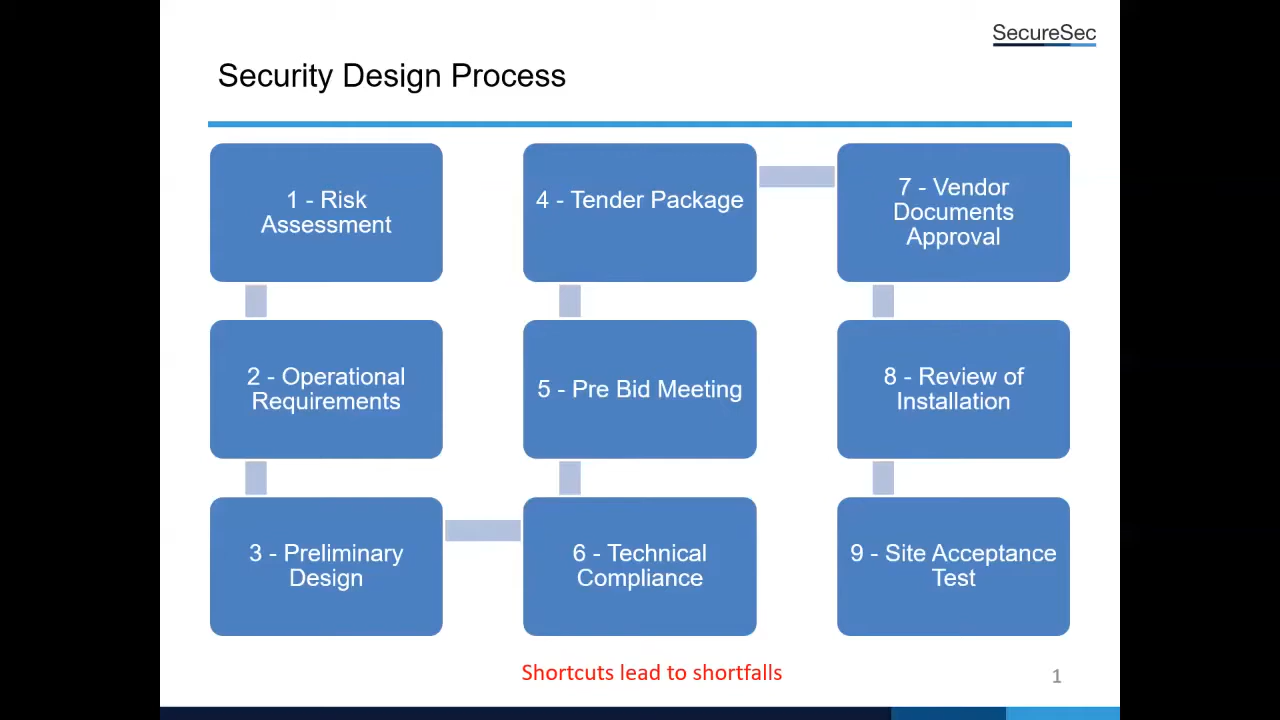 SecureSec
Security Design Process
1 - Risk
Assessment
2 - Operational
Requirements
3 - Preliminary
Design
4 - Tender Package
5 - Pre Bid Meeting
6 - Technical
Compliance
7 - Vendor
Documents
Approval
8 - Review of
Installation
9 - Site Acceptance
Test
Shortcuts lead to shortfalls
1